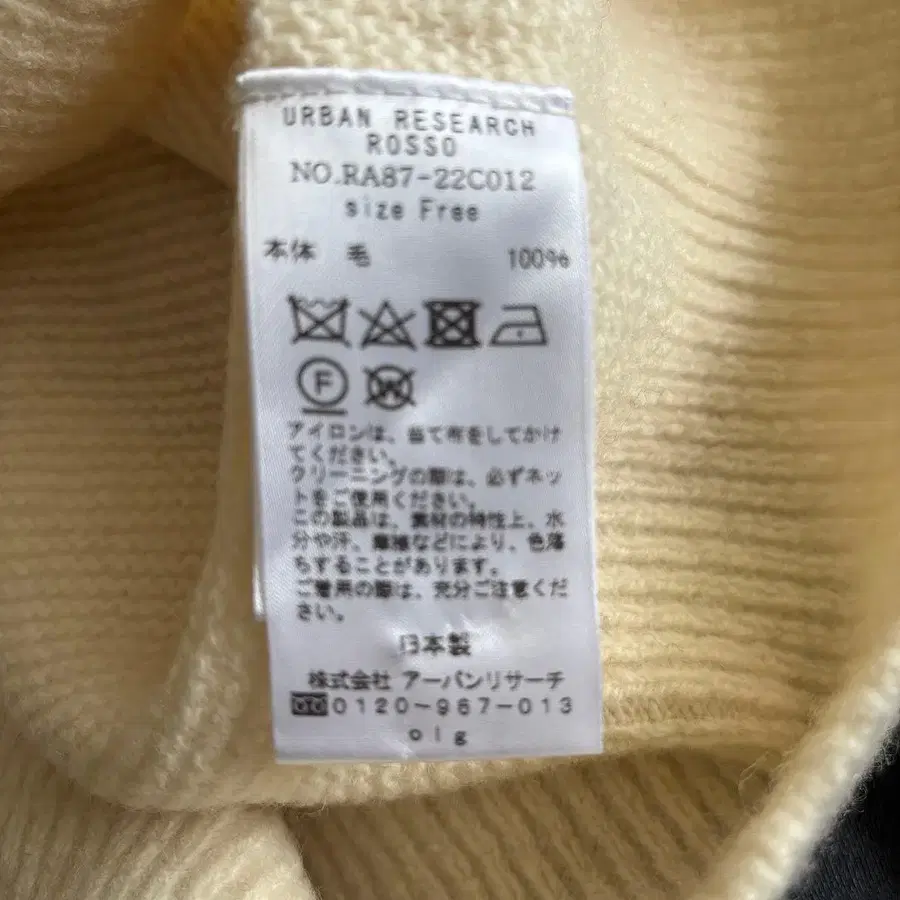 URBAN RESEARCH
ROSSO
NO.RA87-22C012
size Free
本体 毛 100%
F W
アイロンは、当て布をしてかけ
てください。
クリーニングの際は、必ずネッ
トをご使用ください。
この製品は、素材の特性上、水
分や汗、摩擦などにより、色落
ちすることがあります。
ご着用の際は、充分ご注意くだ
さい。
日本製
株式会社 アーバンリサーチ
0120-967-013
olg